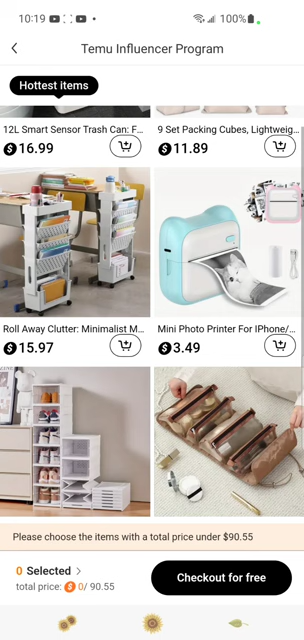 10:19
100%
Temu Influencer Program
Hottest items
12L Smart Sensor Trash Can: F...
9 Set Packing Cubes, Lightweig...
$ 16.99
$ 11.89
Roll Away Clutter: Minimalist M...
Mini Photo Printer For IPhone/...
$ 15.97
$ 3.49
Please choose the items with a total price under $90.55
0 Selected >
total price: $ 0/ 90.55
Checkout for free